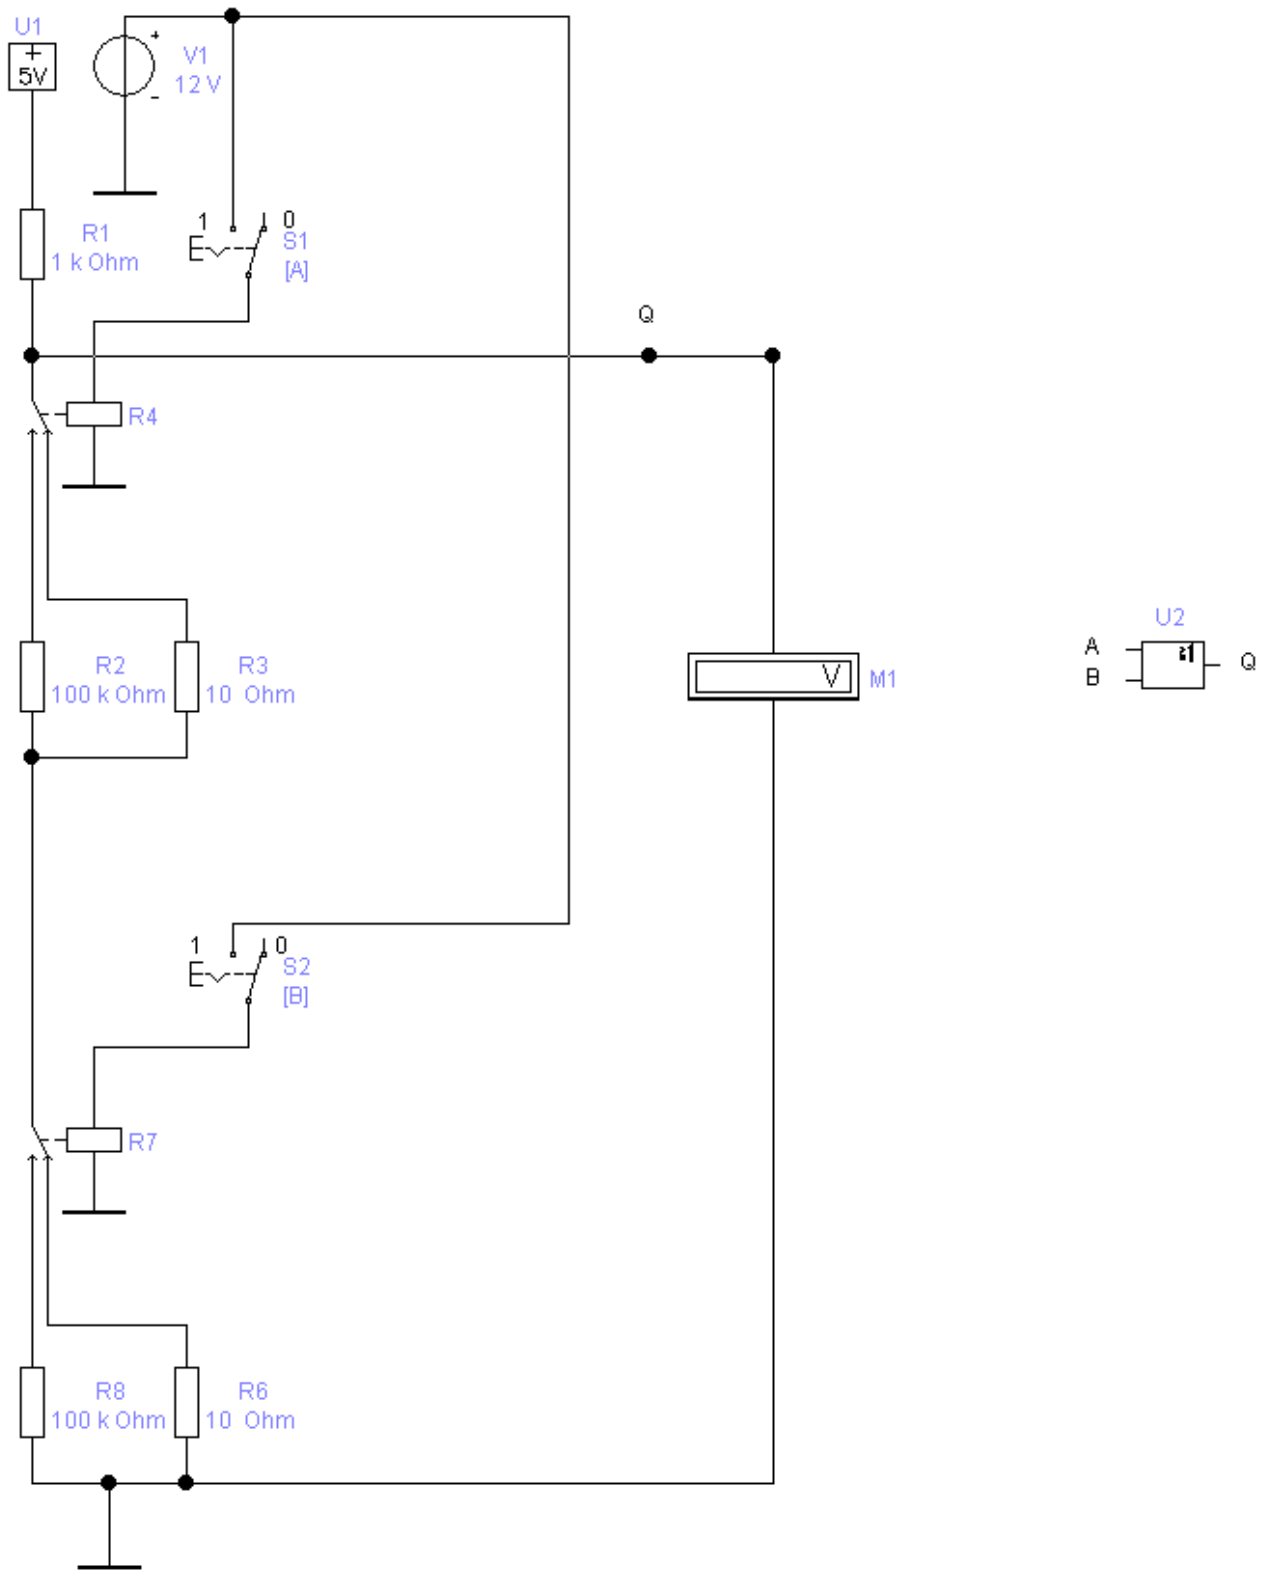 U1
+
5V
+
V1
12 V
-
1 0
S1
[A]
R1
1 k Ohm
Q
R4
R2
100 k Ohm
R3
10 Ohm
V
M1
U2
A
B
≥1
Q
1 0
S2
[B]
R7
R8
100 k Ohm
R6
10 Ohm